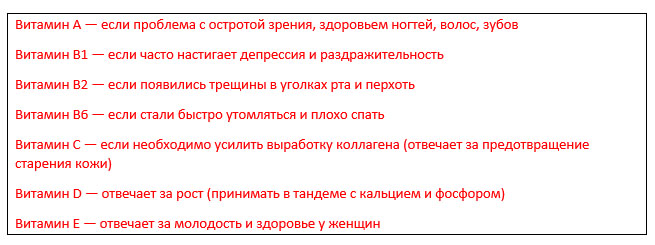 Витамин А — если проблема с остротой зрения, здоровьем ногтей, волос, зубов
Витамин В1 — если часто настигает депрессия и раздражительность
Витамин В2 — если появились трещины в уголках рта и перхоть
Витамин В6 — если стали быстро утомляться и плохо спать
Витамин С — если необходимо усилить выработку коллагена (отвечает за предотвращение
старения кожи)
Витамин D — отвечает за рост (принимать в тандеме с кальцием и фосфором)
Витамин Е — отвечает за молодость и здоровье у женщин